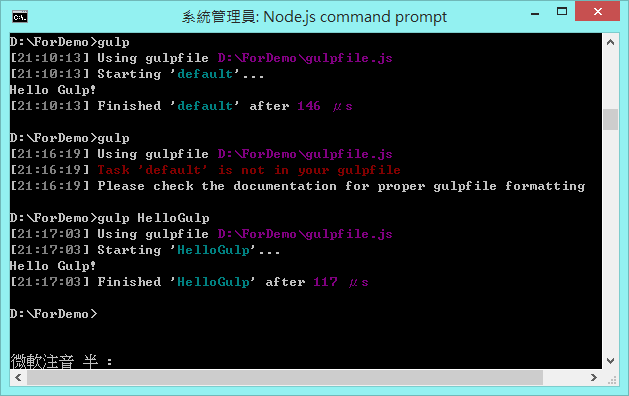 系統管理員: Node.js command prompt
D:\ForDemo>gulp
[21:10:13] Using gulpfile D:\ForDemo\gulpfile.js
[21:10:13] Starting 'default'...
Hello Gulp!
[21:10:13] Finished 'default' after 146 μs
D:\ForDemo>gulp
[21:16:19] Using gulpfile D:\ForDemo\gulpfile.js
[21:16:19] Task 'default' is not in your gulpfile
[21:16:19] Please check the documentation for proper gulpfile formatting
D:\ForDemo>gulp HelloGulp
[21:17:03] Using gulpfile D:\ForDemo\gulpfile.js
[21:17:03] Starting 'HelloGulp'...
Hello Gulp!
[21:17:03] Finished 'HelloGulp' after 117 μs
D:\ForDemo>
微軟注音 半 :